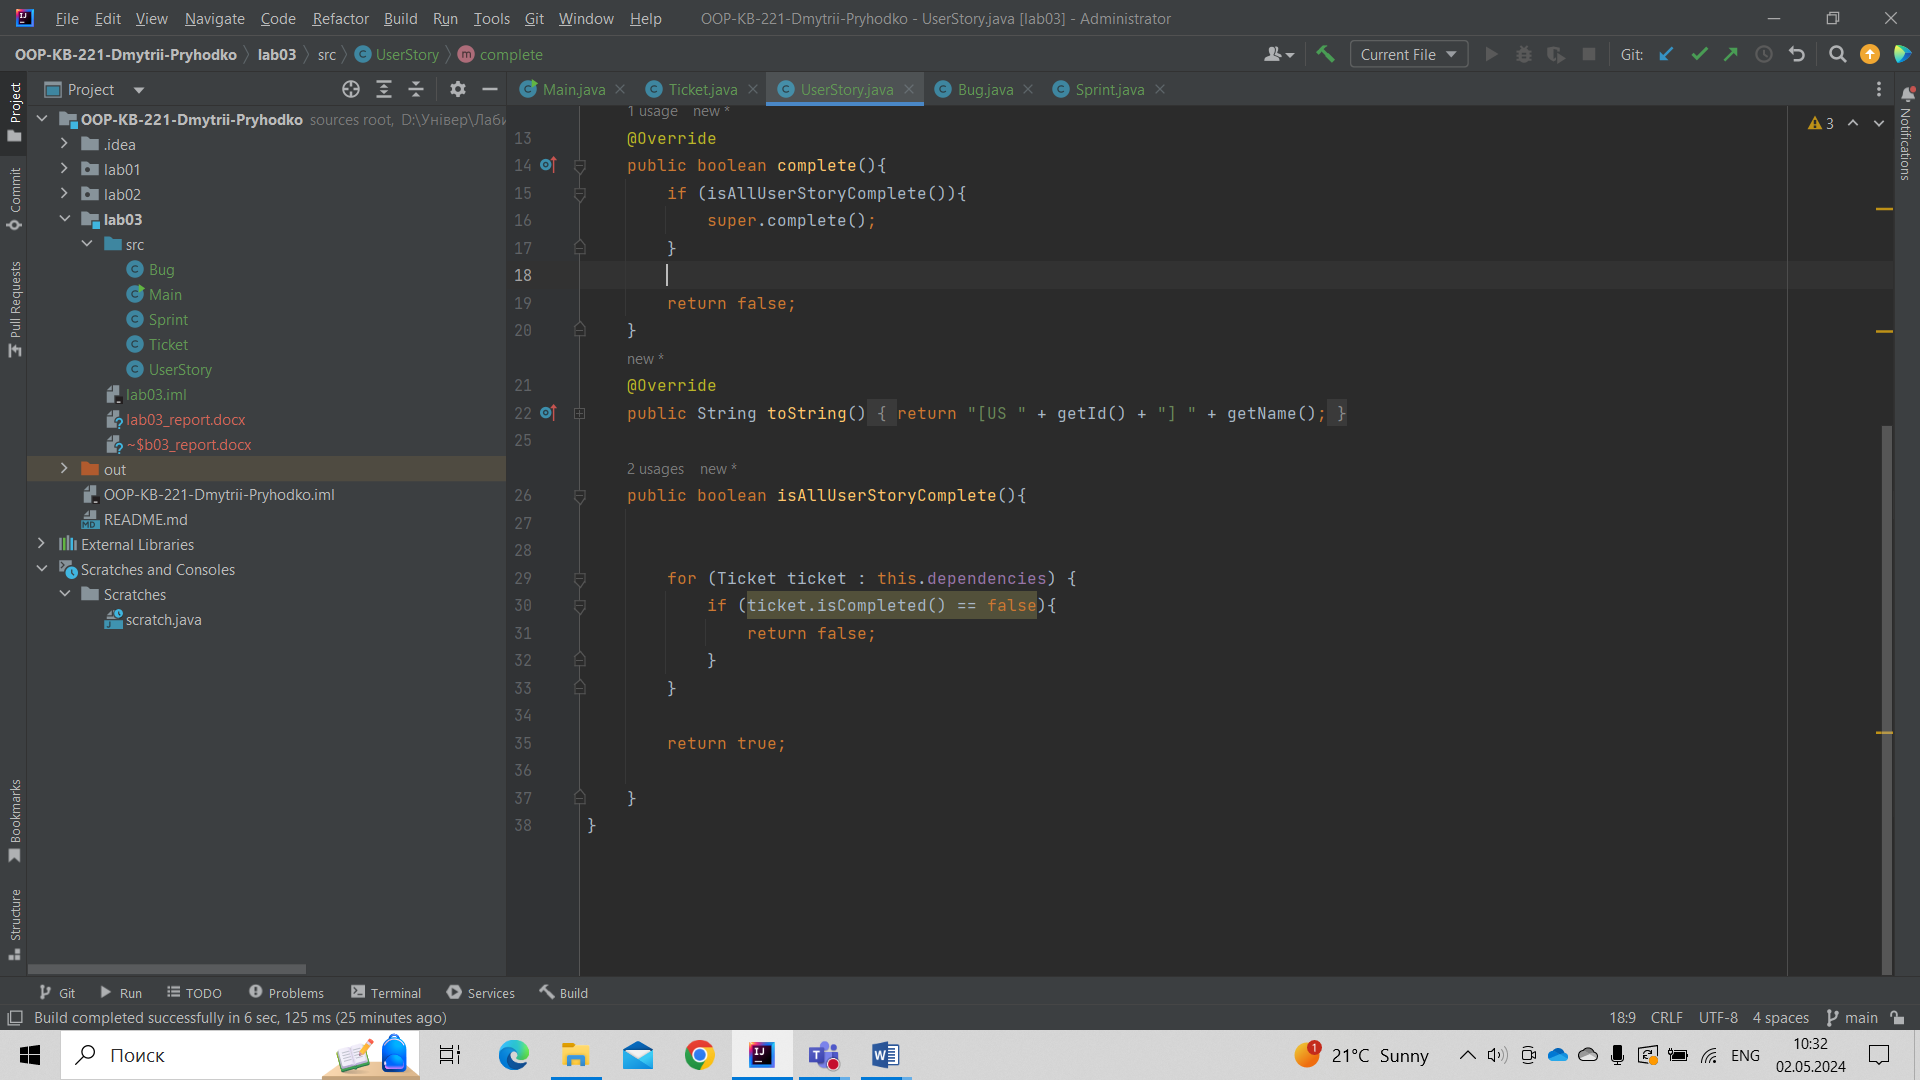 File Edit View Navigate Code Refactor Build Run Tools Git Window Help OOP-KB-221-Dmytrii-Pryhodko - UserStory.java [lab03] - Administrator
OOP-KB-221-Dmytrii-Pryhodko lab03 src UserStory complete Current File Git:
Project
Main.java Ticket.java UserStory.java Bug.java Sprint.java
OOP-KB-221-Dmytrii-Pryhodko sources root, D:\Універ\Лаби
.idea
lab01
lab02
lab03
src
Bug
Main
Sprint
Ticket
UserStory
lab03.iml
lab03_report.docx
~$b03_report.docx
out
OOP-KB-221-Dmytrii-Pryhodko.iml
README.md
External Libraries
Scratches and Consoles
Scratches
scratch.java
Project
Commit
Pull Requests
Bookmarks
Structure
Notifications
3
1 usage new *
13 @Override
14 public boolean complete(){
15 if (isAllUserStoryComplete()){
16 super.complete();
17 }
18
19 return false;
20 }
new *
21 @Override
22 public String toString() { return "[US " + getId() + "] " + getName(); }
25
2 usages new *
26 public boolean isAllUserStoryComplete(){
27
28
29 for (Ticket ticket : this.dependencies) {
30 if (ticket.isCompleted() == false){
31 return false;
32 }
33 }
34
35 return true;
36
37 }
38 }
Git Run TODO Problems Terminal Services Build
Build completed successfully in 6 sec, 125 ms (25 minutes ago) 18:9 CRLF UTF-8 4 spaces main
Поиск 1 21°C Sunny ENG 10:32
02.05.2024